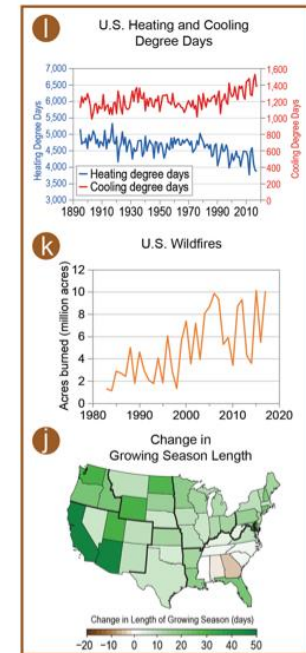 l
U.S. Heating and Cooling
Degree Days
7,000
6,500
6,000
5,500
5,000
4,500
4,000
3,500
3,000
Heating Degree Days
1,600
1,400
1,200
1,000
800
600
400
200
0
Cooling Degree Days
Heating degree days
Cooling degree days
1890 1920 1950 1980 2010
k
U.S. Wildfires
Acres burned (million acres)
12
10
8
6
4
2
0
1980 1990 2000 2010 2020
j
Change in
Growing Season Length
Change in Length of Growing Season (days)
−20 −10 0 10 20 30 40 50